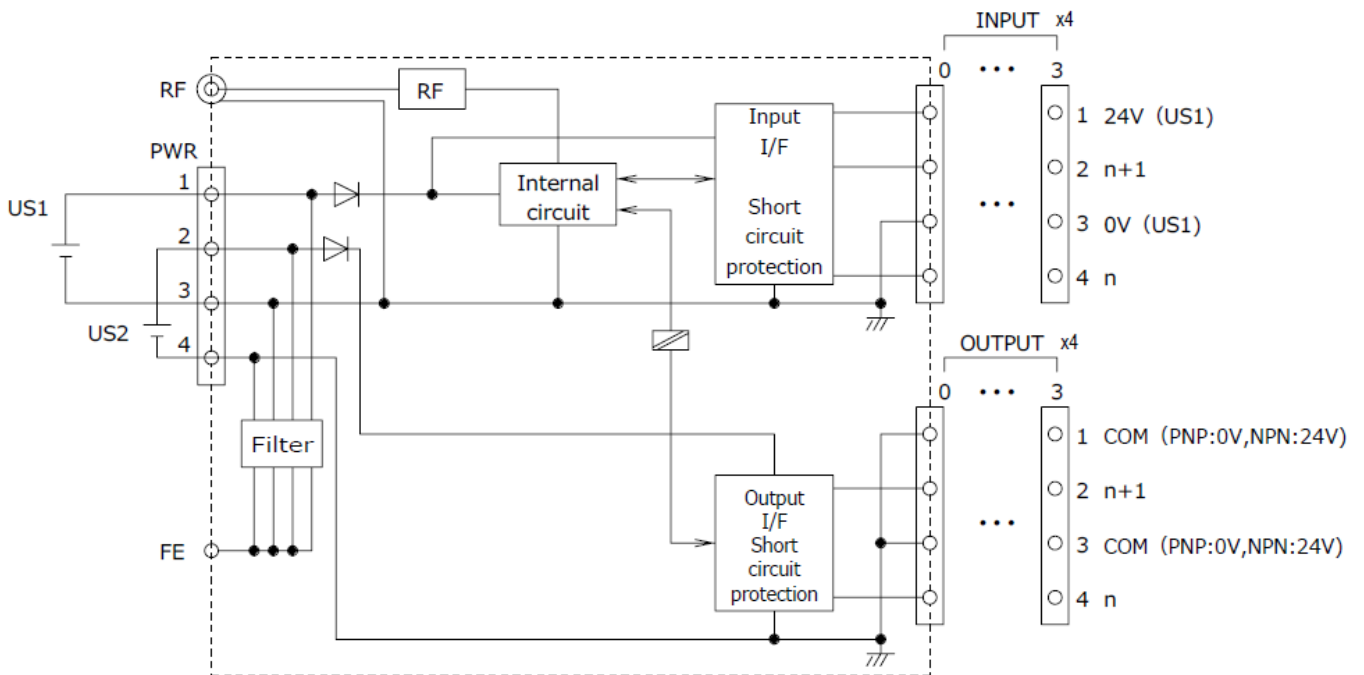 INPUT x4
0 ••• 3
RF
RF
PWR
1
US1
2
3
US2
4
Internal
circuit
Input
I/F
Short
circuit
protection
•••
1 24V (US1)
2 n+1
3 0V (US1)
4 n
Filter
FE
OUTPUT x4
0 ••• 3
Output
I/F
Short
circuit
protection
•••
1 COM (PNP:0V,NPN:24V)
2 n+1
3 COM (PNP:0V,NPN:24V)
4 n